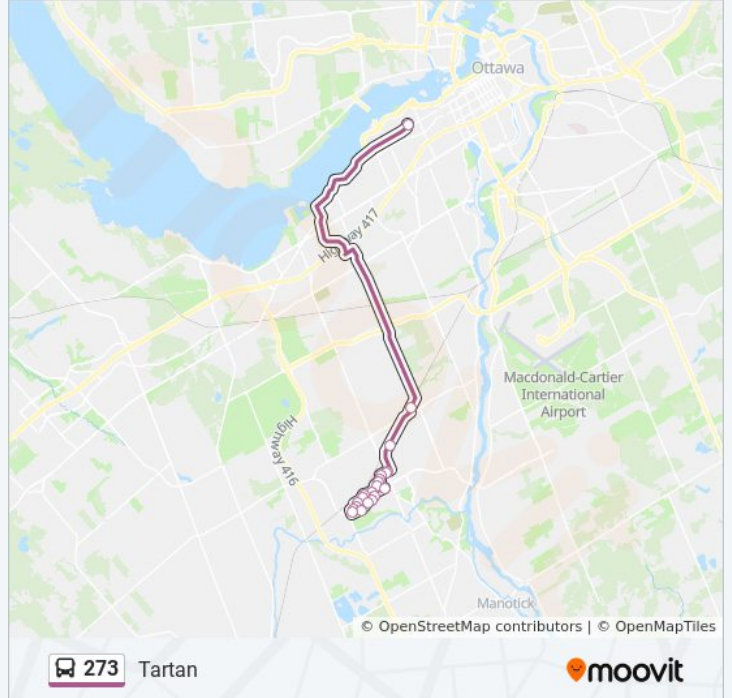 Ottawa
Highway 417
Macdonald-Cartier
International
Airport
Highway 416
Manotick
© OpenStreetMap contributors | © OpenMapTiles
273 Tartan
moovit